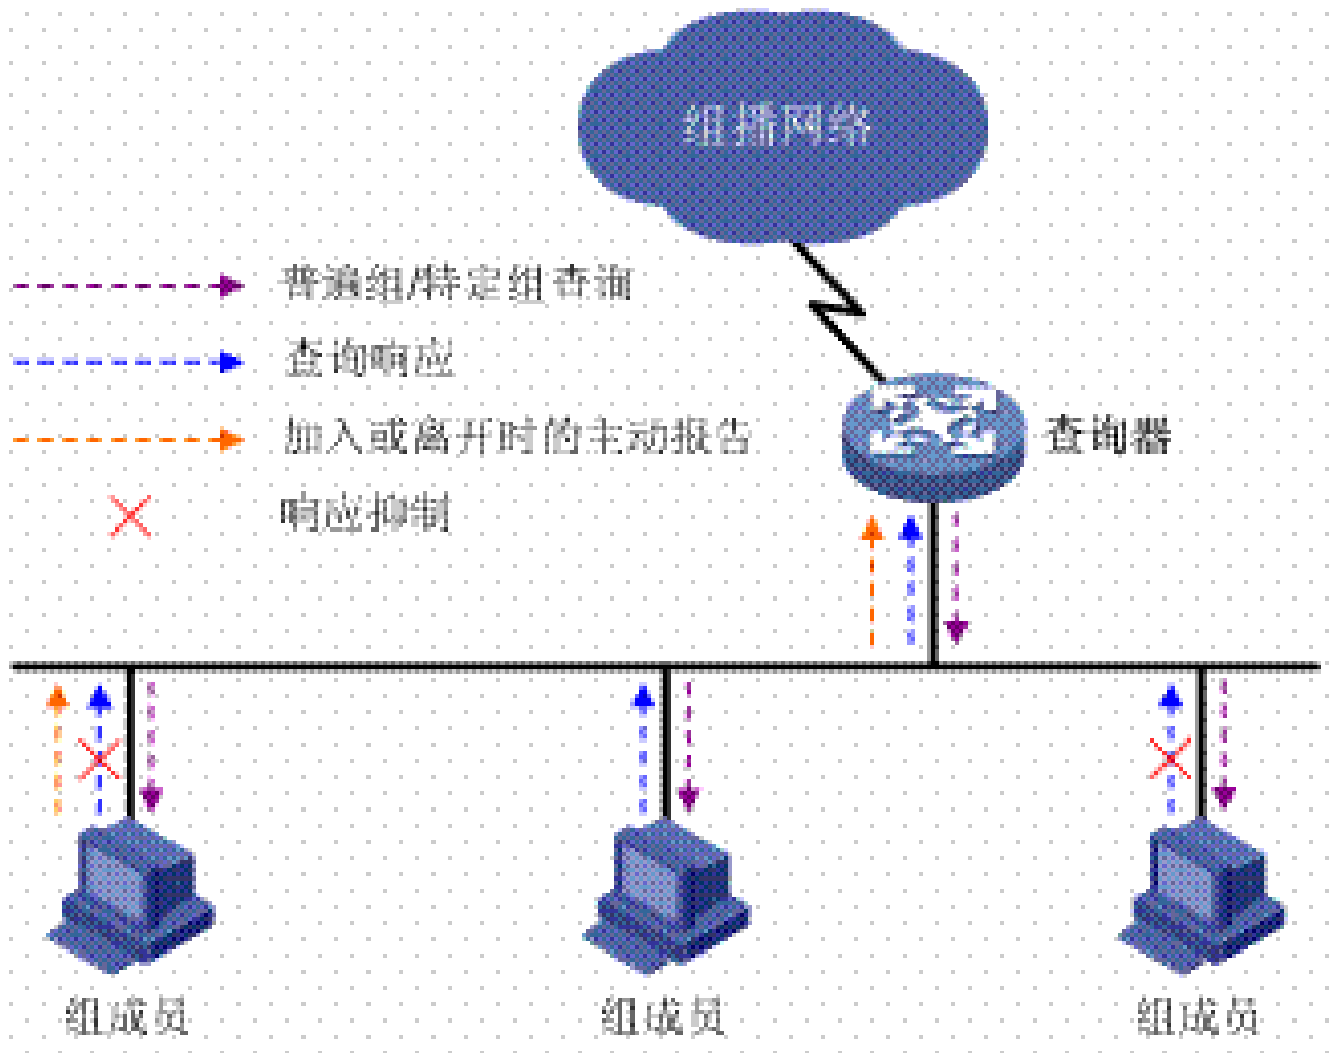 组播网络
普遍组/特定组查询
查询响应
加入或离开时的主动报告
响应抑制
查询器
组成员
组成员
组成员